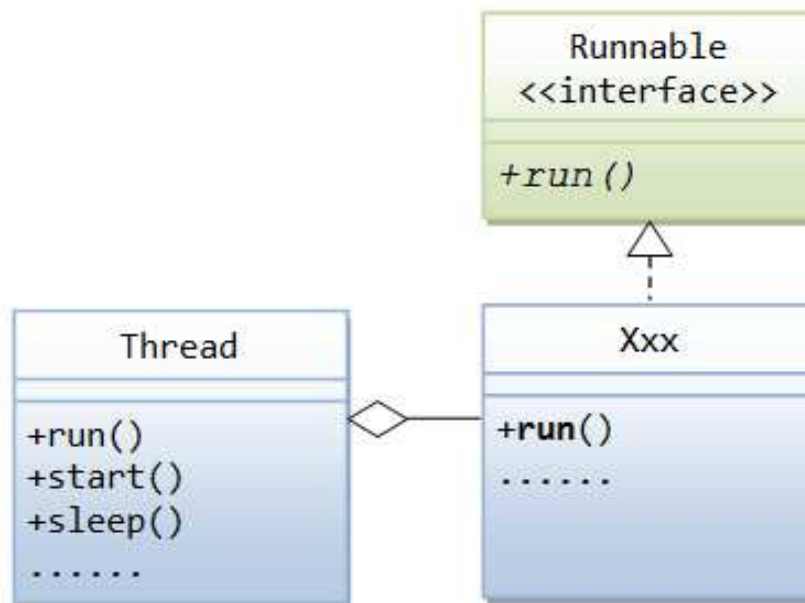 Runnable
<<interface>>
+run()
Thread
+run()
+start()
+sleep()
......
Xxx
+run()
......